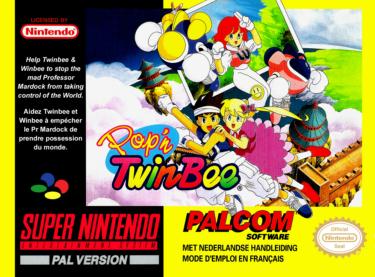 LICENSED BY
Nintendo
Help Twinbee &
Winbee to stop the
mad Professor
Mardock from taking
control of the World.
Aidez Twinbee et
Winbee à empêcher
le Pr Mardock de
prendre possession
du monde.
Pop'n
TwinBee
SUPER NINTENDO
ENTERTAINMENT SYSTEM
PAL VERSION
PALCOM
SOFTWARE
MET NEDERLANDSE HANDLEIDING
MODE D'EMPLOI EN FRANÇAIS
Official
Nintendo
Seal